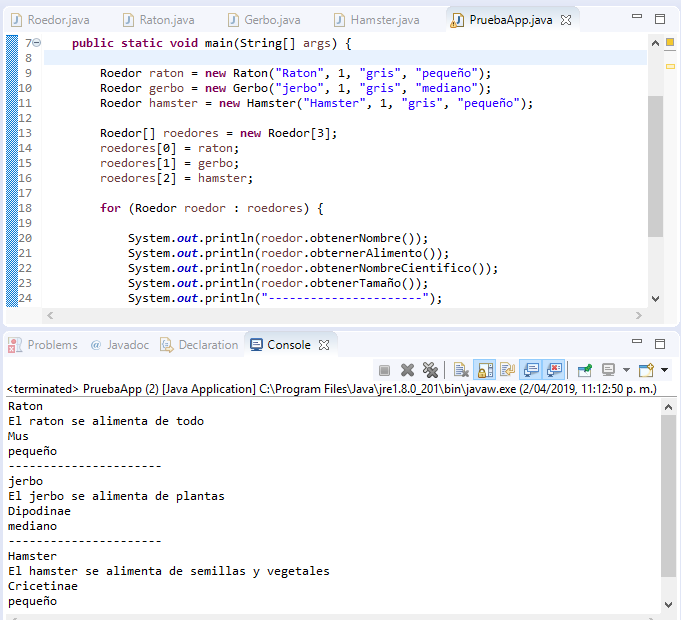 Roedor.java Raton.java Gerbo.java Hamster.java PruebaApp.java
7 public static void main(String[] args) {
8
9 Roedor raton = new Raton("Raton", 1, "gris", "pequeño");
10 Roedor gerbo = new Gerbo("jerbo", 1, "gris", "mediano");
11 Roedor hamster = new Hamster("Hamster", 1, "gris", "pequeño");
12
13 Roedor[] roedores = new Roedor[3];
14 roedores[0] = raton;
15 roedores[1] = gerbo;
16 roedores[2] = hamster;
17
18 for (Roedor roedor : roedores) {
19
20 System.out.println(roedor.obtenerNombre());
21 System.out.println(roedor.obternerAlimento());
22 System.out.println(roedor.obtenerNombreCientifico());
23 System.out.println(roedor.obtenerTamaño());
24 System.out.println("----------------------");
Problems @ Javadoc Declaration Console
<terminated> PruebaApp (2) [Java Application] C:\Program Files\Java\jre1.8.0_201\bin\javaw.exe (2/04/2019, 11:12:50 p. m.)
Raton
El raton se alimenta de todo
Mus
pequeño
----------------------
jerbo
El jerbo se alimenta de plantas
Dipodinae
mediano
----------------------
Hamster
El hamster se alimenta de semillas y vegetales
Cricetinae
pequeño